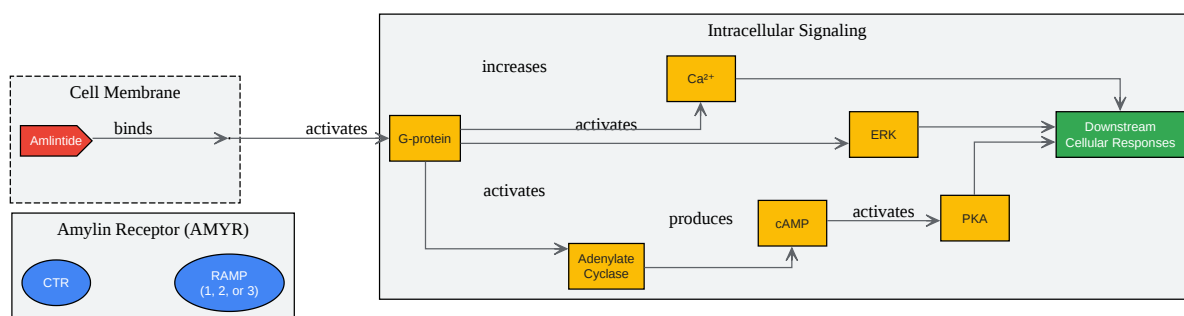 Intracellular Signaling
increases
Ca²⁺
Cell Membrane
binds
Amlintide
activates
G-protein
activates
ERK
Downstream
Cellular Responses
activates
produces
cAMP
activates
PKA
Amylin Receptor (AMYR)
CTR
RAMP
(1, 2, or 3)
Adenylate
Cyclase